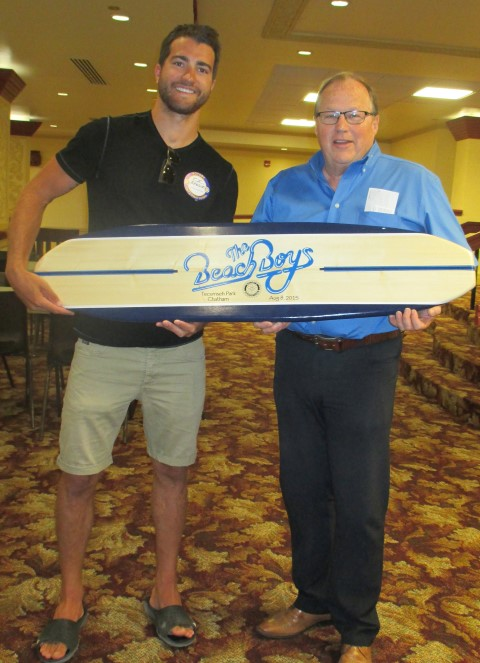 The
Beach Boys
Tecumseh Park
Chatham
Aug 8, 2015